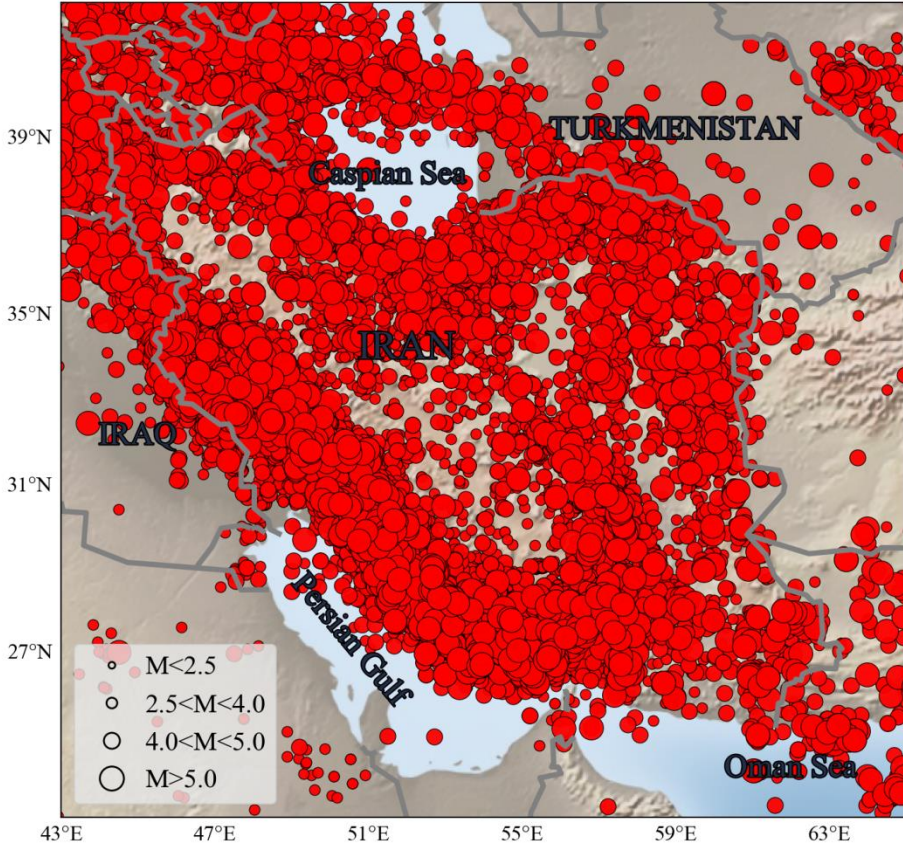 39°N
35°N
31°N
27°N
TURKMENISTAN
Caspian Sea
IRAN
IRAQ
Persian Gulf
Oman Sea
M<2.5
2.5<M<4.0
4.0<M<5.0
M>5.0
43°E
47°E
51°E
55°E
59°E
63°E